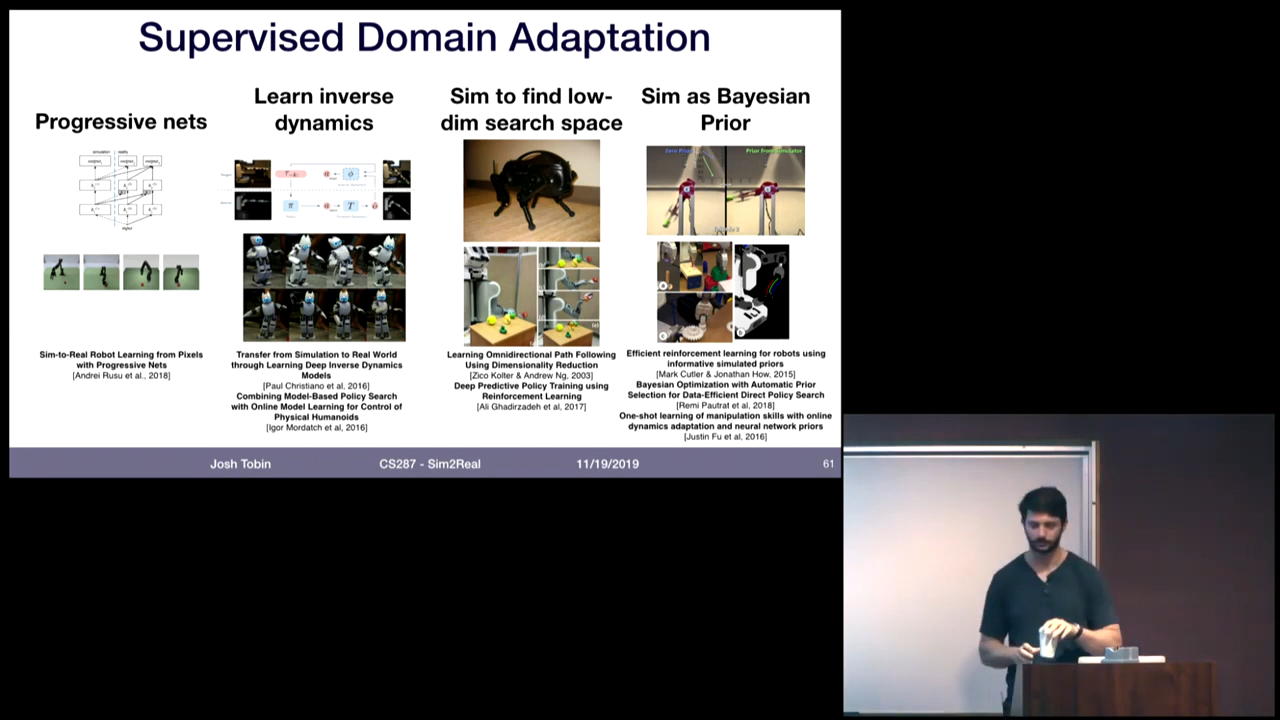 Supervised Domain Adaptation
Progressive nets
simulation
reality
Sim-to-Real Robot Learning from Pixels
with Progressive Nets
[Andrei Rusu et al., 2018]
Learn inverse
dynamics
Transfer from Simulation to Real World
through Learning Deep Inverse Dynamics
Models
[Paul Christiano et al, 2016]
Combining Model-Based Policy Search
with Online Model Learning for Control of
Physical Humanoids
[Igor Mordatch et al, 2016]
Sim to find low-
dim search space
Learning Omnidirectional Path Following
Using Dimensionality Reduction
[Zico Kolter & Andrew Ng, 2003]
Deep Predictive Policy Training using
Reinforcement Learning
[Ali Ghadirzadeh et al, 2017]
Sim as Bayesian
Prior
Zero Prior
Prior from Simulator
Efficient reinforcement learning for robots using
informative simulated priors
[Mark Cutler & Jonathan How, 2015]
Bayesian Optimization with Automatic Prior
Selection for Data-Efficient Direct Policy Search
[Remi Pautrat et al, 2018]
One-shot learning of manipulation skills with online
dynamics adaptation and neural network priors
[Justin Fu et al, 2016]
Josh Tobin CS287 - Sim2Real 11/19/2019 61